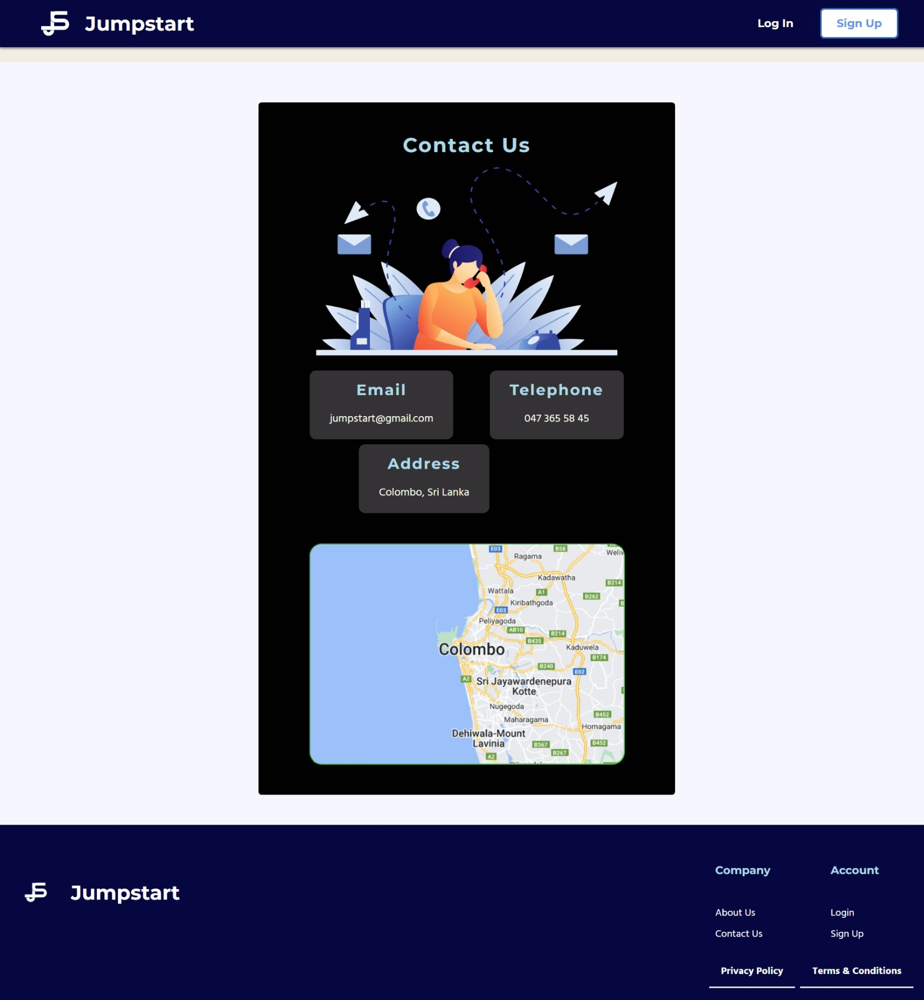 Jumpstart
Log In
Sign Up
Contact Us
Email
jumpstart@gmail.com
Telephone
047 365 58 45
Address
Colombo, Sri Lanka
E03
B58
Ragama
Kadawatha
B214
Wattala
A1
B262
Kiribathgoda
E03
Peliyagoda
AB10
B214
B435
Kaduwela
Colombo
B174
B240
E02
A2
Sri Jayawardenepura
Kotte
Nugegoda
B452
Maharagama
Homagama
Dehiwala-Mount
Lavinia
B367
B452
B267
A2
Company
Account
Jumpstart
About Us
Login
Contact Us
Sign Up
Privacy Policy
Terms & Conditions